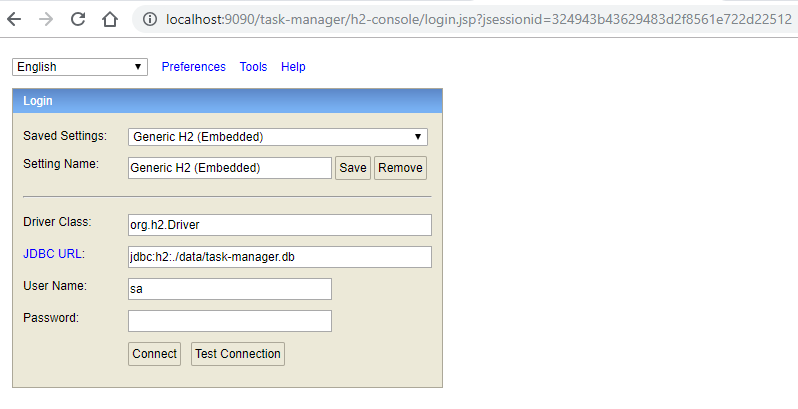 localhost:9090/task-manager/h2-console/login.jsp?jsessionid=324943b43629483d2f8561e722d22512
English Preferences Tools Help
Login
Saved Settings: Generic H2 (Embedded)
Setting Name: Generic H2 (Embedded) Save Remove
Driver Class: org.h2.Driver
JDBC URL: jdbc:h2:./data/task-manager.db
User Name: sa
Password:
Connect Test Connection